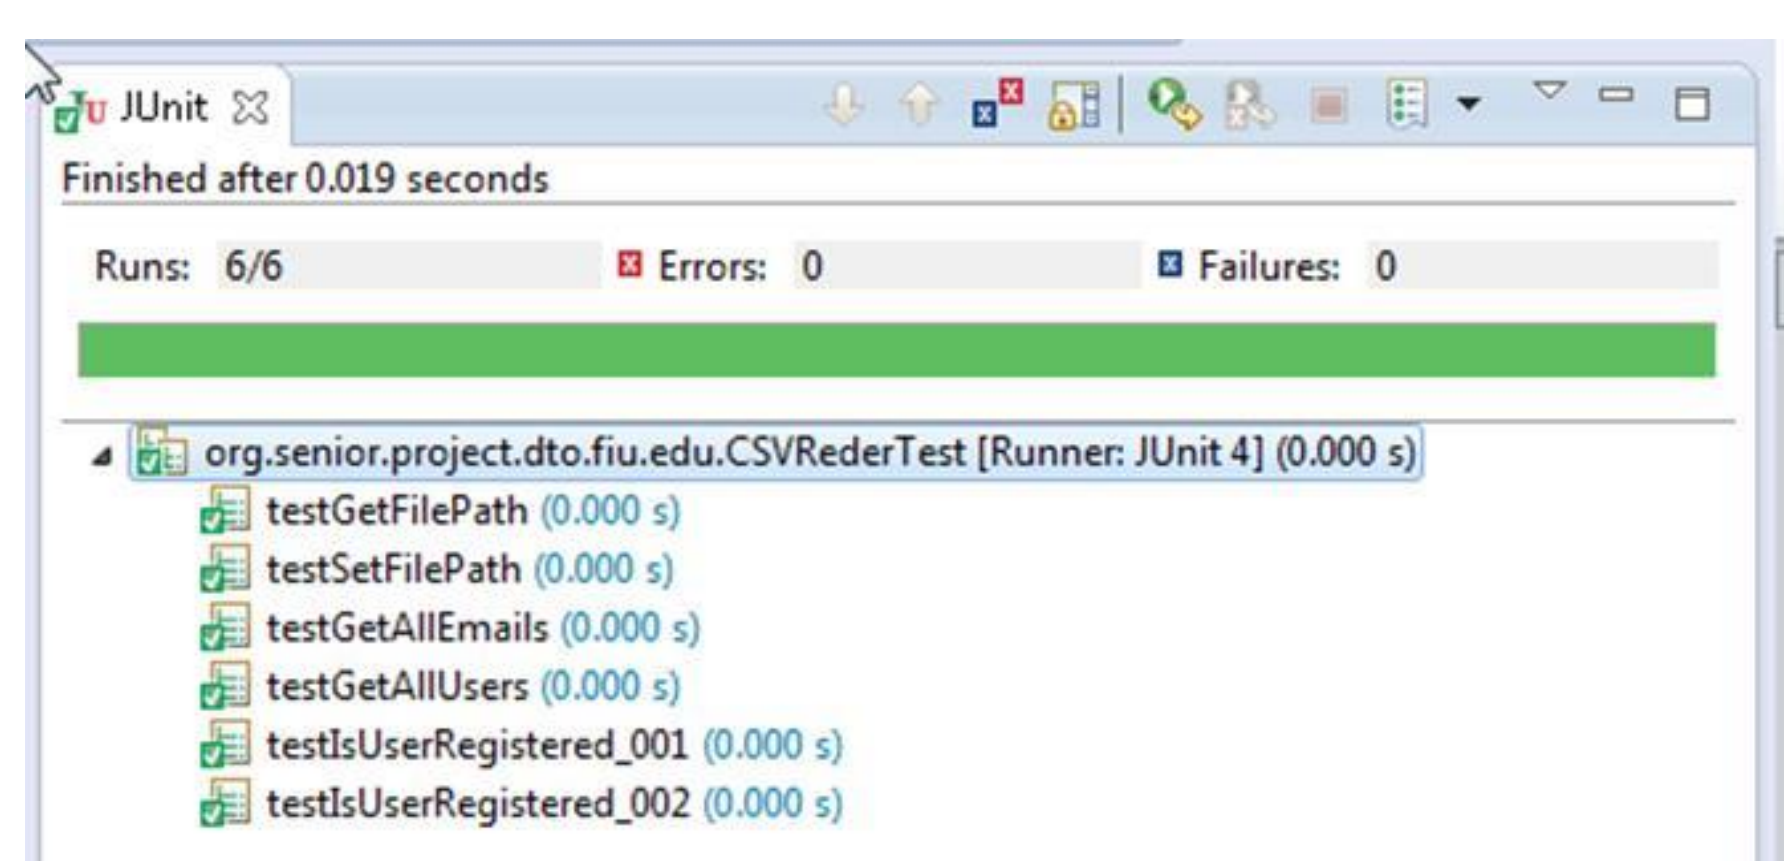 JUnit
Finished after 0.019 seconds
Runs: 6/6 Errors: 0 Failures: 0
org.senior.project.dto.fiu.edu.CSVRederTest [Runner: JUnit 4] (0.000 s)
testGetFilePath (0.000 s)
testSetFilePath (0.000 s)
testGetAllEmails (0.000 s)
testGetAllUsers (0.000 s)
testIsUserRegistered_001 (0.000 s)
testIsUserRegistered_002 (0.000 s)